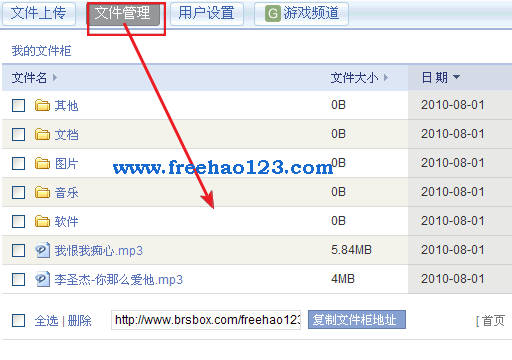 文件上传 文件管理 用户设置 G 游戏频道
我的文件柜
文件名 文件大小 日期
其他 0B 2010-08-01
文档 0B 2010-08-01
图片 0B 2010-08-01
www.freehao123.com
音乐 0B 2010-08-01
软件 0B 2010-08-01
我恨我痴心.mp3 5.84MB 2010-08-01
李圣杰-你那么爱他.mp3 4MB 2010-08-01
全选 | 删除 http://www.brsbox.com/freehao123 复制文件柜地址 [ 首页